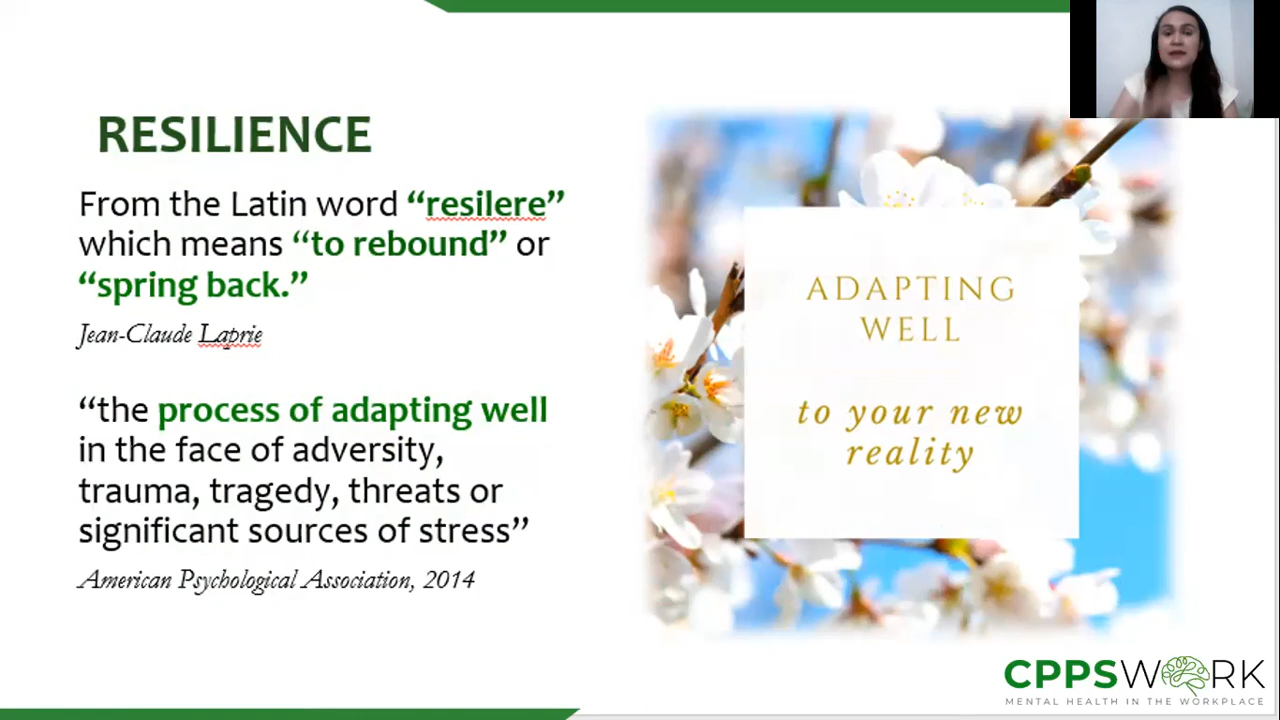 RESILIENCE
From the Latin word “resilere”
which means “to rebound” or
“spring back.”
Jean-Claude Laprie
“the process of adapting well
in the face of adversity,
trauma, tragedy, threats or
significant sources of stress”
American Psychological Association, 2014
ADAPTING
WELL
to your new
reality
CPPSWORK
MENTAL HEALTH IN THE WORKPLACE